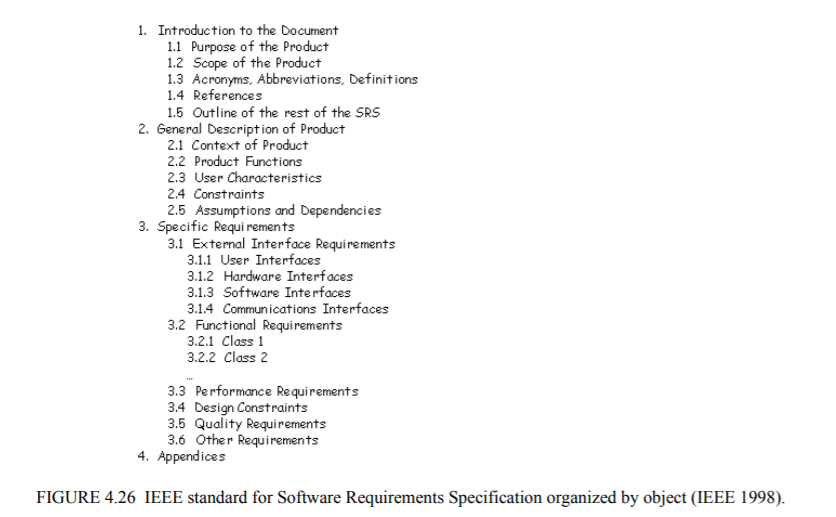 1. Introduction to the Document
1.1 Purpose of the Product
1.2 Scope of the Product
1.3 Acronyms, Abbreviations, Definitions
1.4 References
1.5 Outline of the rest of the SRS
2. General Description of Product
2.1 Context of Product
2.2 Product Functions
2.3 User Characteristics
2.4 Constraints
2.5 Assumptions and Dependencies
3. Specific Requirements
3.1 External Interface Requirements
3.1.1 User Interfaces
3.1.2 Hardware Interfaces
3.1.3 Software Interfaces
3.1.4 Communications Interfaces
3.2 Functional Requirements
3.2.1 Class 1
3.2.2 Class 2
...
3.3 Performance Requirements
3.4 Design Constraints
3.5 Quality Requirements
3.6 Other Requirements
4. Appendices
FIGURE 4.26 IEEE standard for Software Requirements Specification organized by object (IEEE 1998).